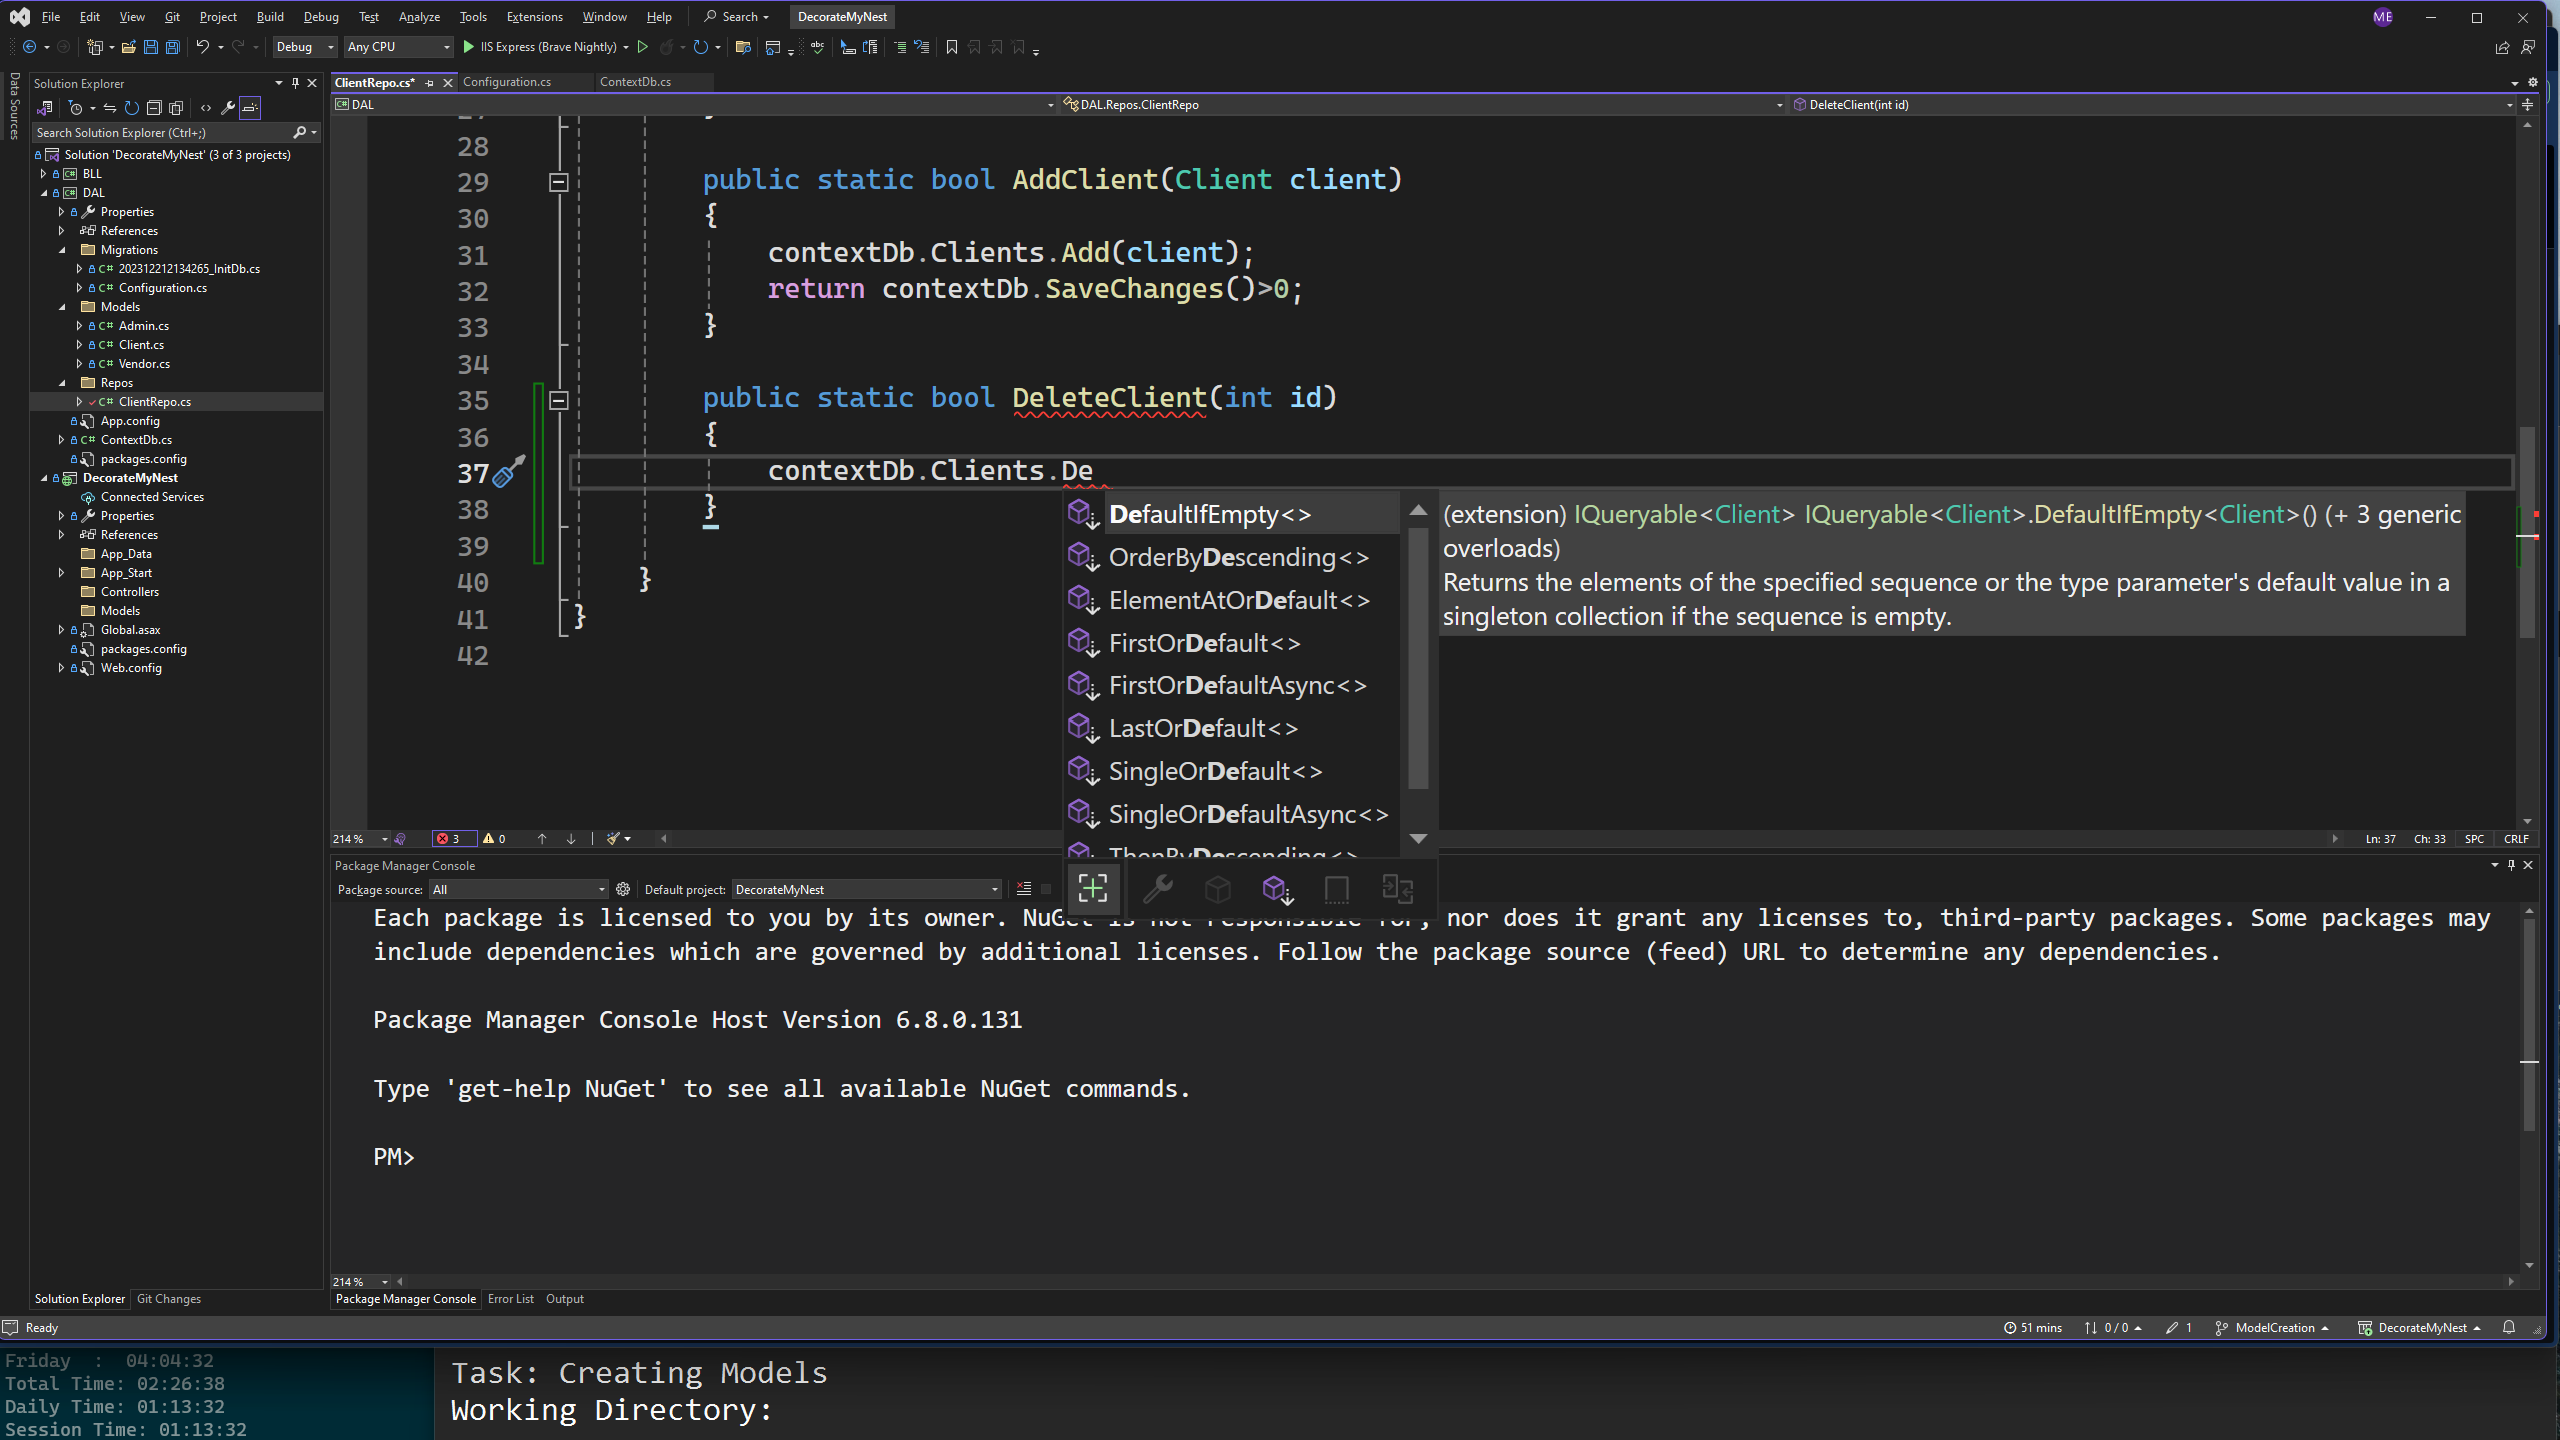 File Edit View Git Project Build Debug Test Analyze Tools Extensions Window Help Search DecorateMyNest ME
Debug Any CPU IIS Express (Brave Nightly)
Data Sources
Solution Explorer
Search Solution Explorer (Ctrl+;)
Solution 'DecorateMyNest' (3 of 3 projects)
BLL
DAL
Properties
References
Migrations
C# 202312212134265_InitDb.cs
C# Configuration.cs
Models
C# Admin.cs
C# Client.cs
C# Vendor.cs
Repos
C# ClientRepo.cs
App.config
C# ContextDb.cs
packages.config
DecorateMyNest
Connected Services
Properties
References
App_Data
App_Start
Controllers
Models
Global.asax
packages.config
Web.config
Solution Explorer Git Changes
ClientRepo.cs* Configuration.cs ContextDb.cs
DAL DAL.Repos.ClientRepo DeleteClient(int id)
28
29 public static bool AddClient(Client client)
30 {
31 contextDb.Clients.Add(client);
32 return contextDb.SaveChanges()>0;
33 }
34
35 public static bool DeleteClient(int id)
36 {
37 contextDb.Clients.De
38 }
39
40 }
41 }
42
DefaultIfEmpty<>
OrderByDescending<>
ElementAtOrDefault<>
FirstOrDefault<>
FirstOrDefaultAsync<>
LastOrDefault<>
SingleOrDefault<>
SingleOrDefaultAsync<>
ThenByDescending<>
(extension) IQueryable<Client> IQueryable<Client>.DefaultIfEmpty<Client>() (+ 3 generic
overloads)
Returns the elements of the specified sequence or the type parameter's default value in a
singleton collection if the sequence is empty.
214 % 3 0 Ln: 37 Ch: 33 SPC CRLF
Package Manager Console
Package source: All Default project: DecorateMyNest
Each package is licensed to you by its owner. NuGet is not responsible for, nor does it grant any licenses to, third-party packages. Some packages may
include dependencies which are governed by additional licenses. Follow the package source (feed) URL to determine any dependencies.
Package Manager Console Host Version 6.8.0.131
Type 'get-help NuGet' to see all available NuGet commands.
PM>
214 %
Package Manager Console Error List Output
Ready 51 mins 0 / 0 1 ModelCreation DecorateMyNest
Friday : 04:04:32
Total Time: 02:26:38
Daily Time: 01:13:32
Session Time: 01:13:32
Task: Creating Models
Working Directory: